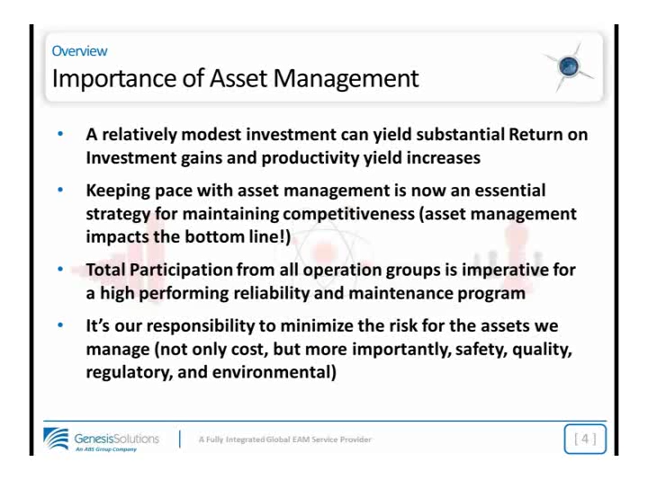 Overview
Importance of Asset Management
• A relatively modest investment can yield substantial Return on
Investment gains and productivity yield increases
• Keeping pace with asset management is now an essential
strategy for maintaining competitiveness (asset management
impacts the bottom line!)
• Total Participation from all operation groups is imperative for
a high performing reliability and maintenance program
• It's our responsibility to minimize the risk for the assets we
manage (not only cost, but more importantly, safety, quality,
regulatory, and environmental)
GenesisSolutions
An ABS Group Company
A Fully Integrated Global EAM Service Provider
[ 4 ]